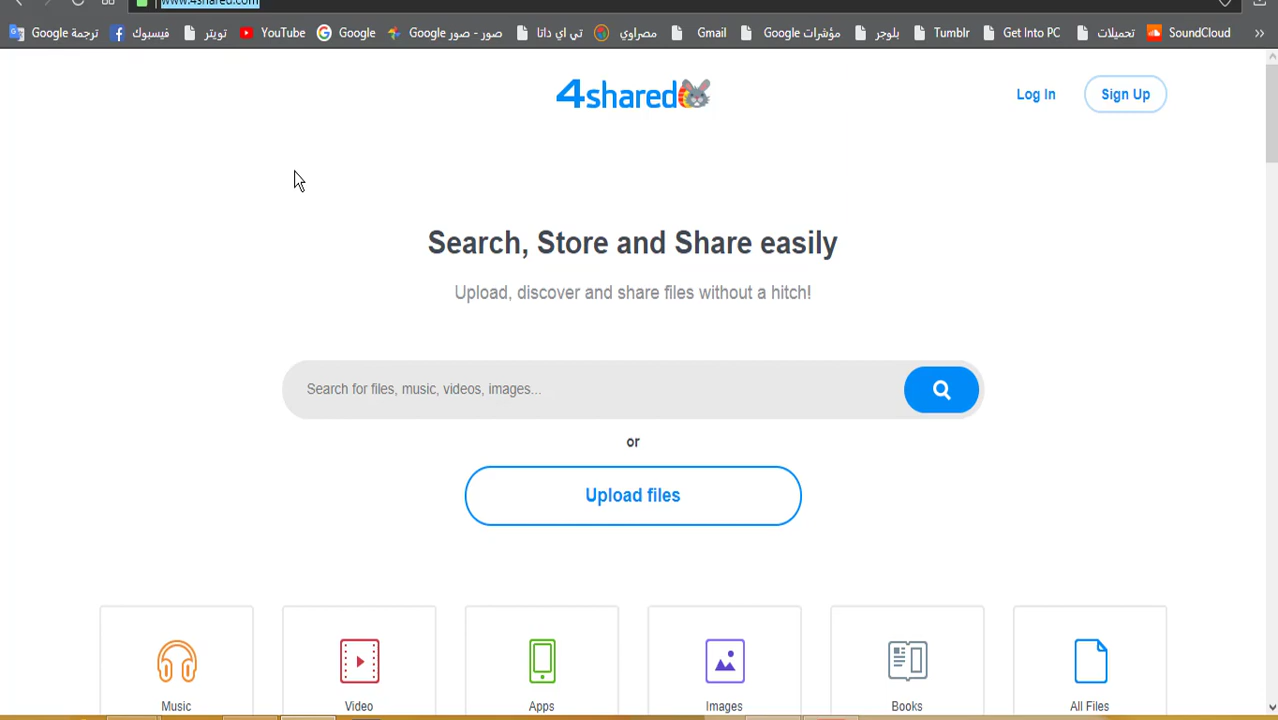 www.4shared.com
ترجمة Google فيسبوك تويتر YouTube Google صور - صور Google تي اي داتا مصراوي Gmail مؤشرات Google بلوجر Tumblr Get Into PC تحميلات SoundCloud »
4shared Log In Sign Up
Search, Store and Share easily
Upload, discover and share files without a hitch!
Search for files, music, videos, images...
or
Upload files
Music Video Apps Images Books All Files